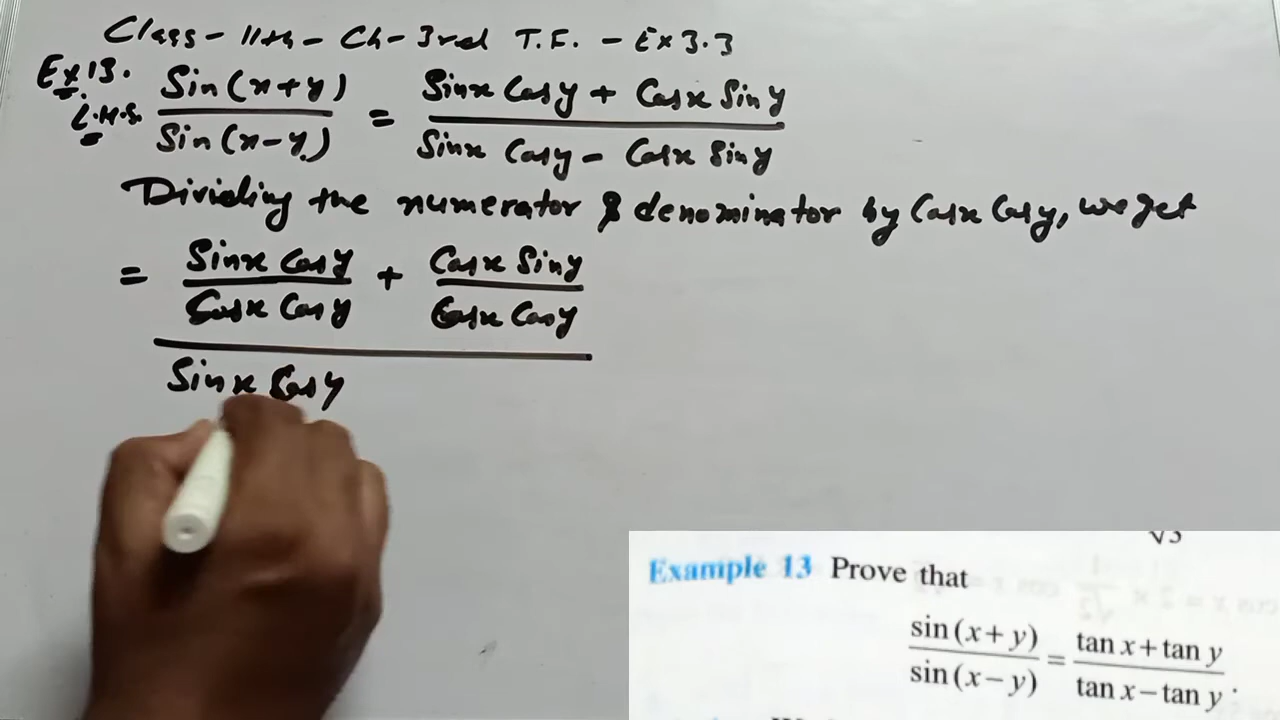 Class - 11th - Ch - 3rd T.F. - Ex 3.3
Ex 13.
L.H.S. Sin(x+y) / Sin(x-y) = Sinx Cosy + Cosx Siny / Sinx Cosy - Cosx Siny
Dividing the numerator & denominator by Cosx Cosy, we get
= Sinx Cosy / Cosx Cosy + Cosx Siny / Cosx Cosy
Sinx Cosy
√3
Example 13 Prove that
sin (x + y) / sin (x − y) = tan x + tan y / tan x − tan y .